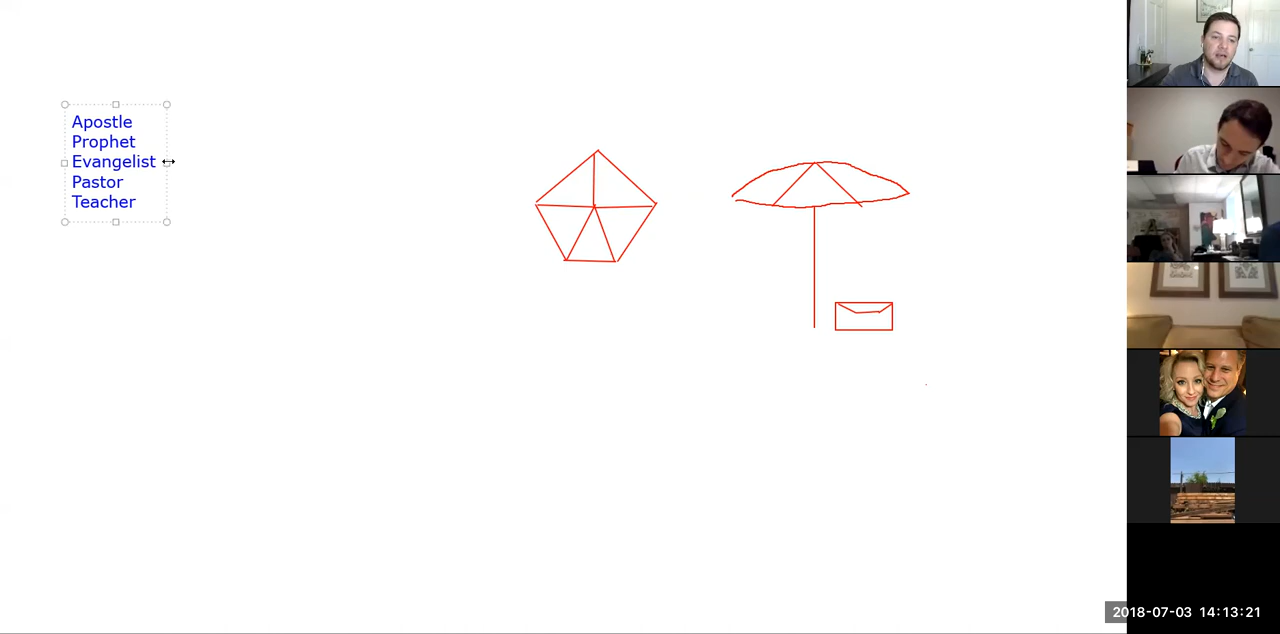 Apostle
Prophet
Evangelist
Pastor
Teacher
2018-07-03 14:13:21